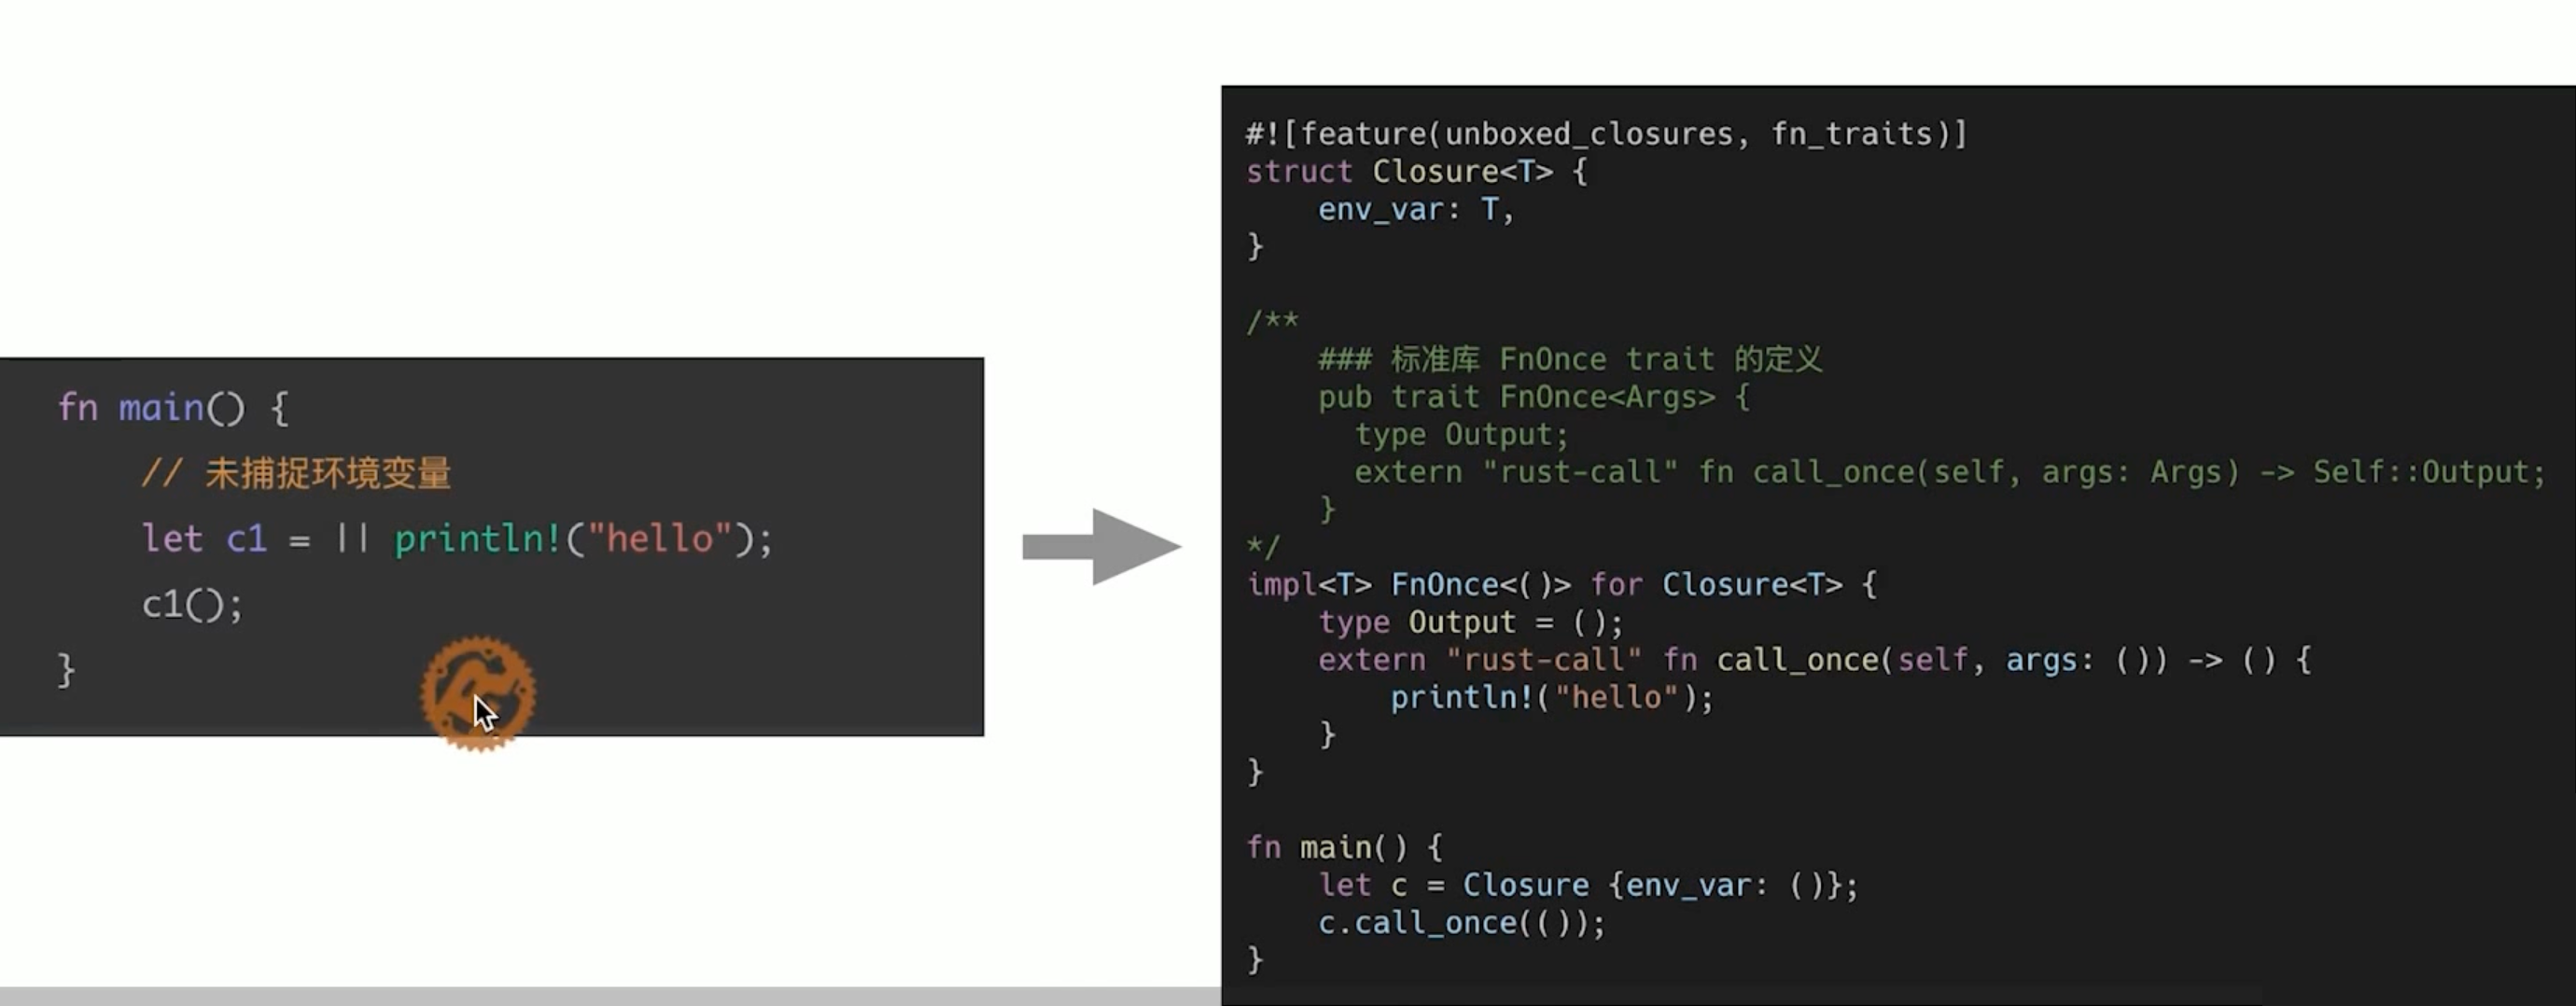 fn main() {
// 未捕捉环境变量
let c1 = || println!("hello");
c1();
}
#![feature(unboxed_closures, fn_traits)]
struct Closure<T> {
env_var: T,
}
/**
### 标准库 FnOnce trait 的定义
pub trait FnOnce<Args> {
type Output;
extern "rust-call" fn call_once(self, args: Args) -> Self::Output;
}
*/
impl<T> FnOnce<()> for Closure<T> {
type Output = ();
extern "rust-call" fn call_once(self, args: ()) -> () {
println!("hello");
}
}
fn main() {
let c = Closure {env_var: ()};
c.call_once(());
}